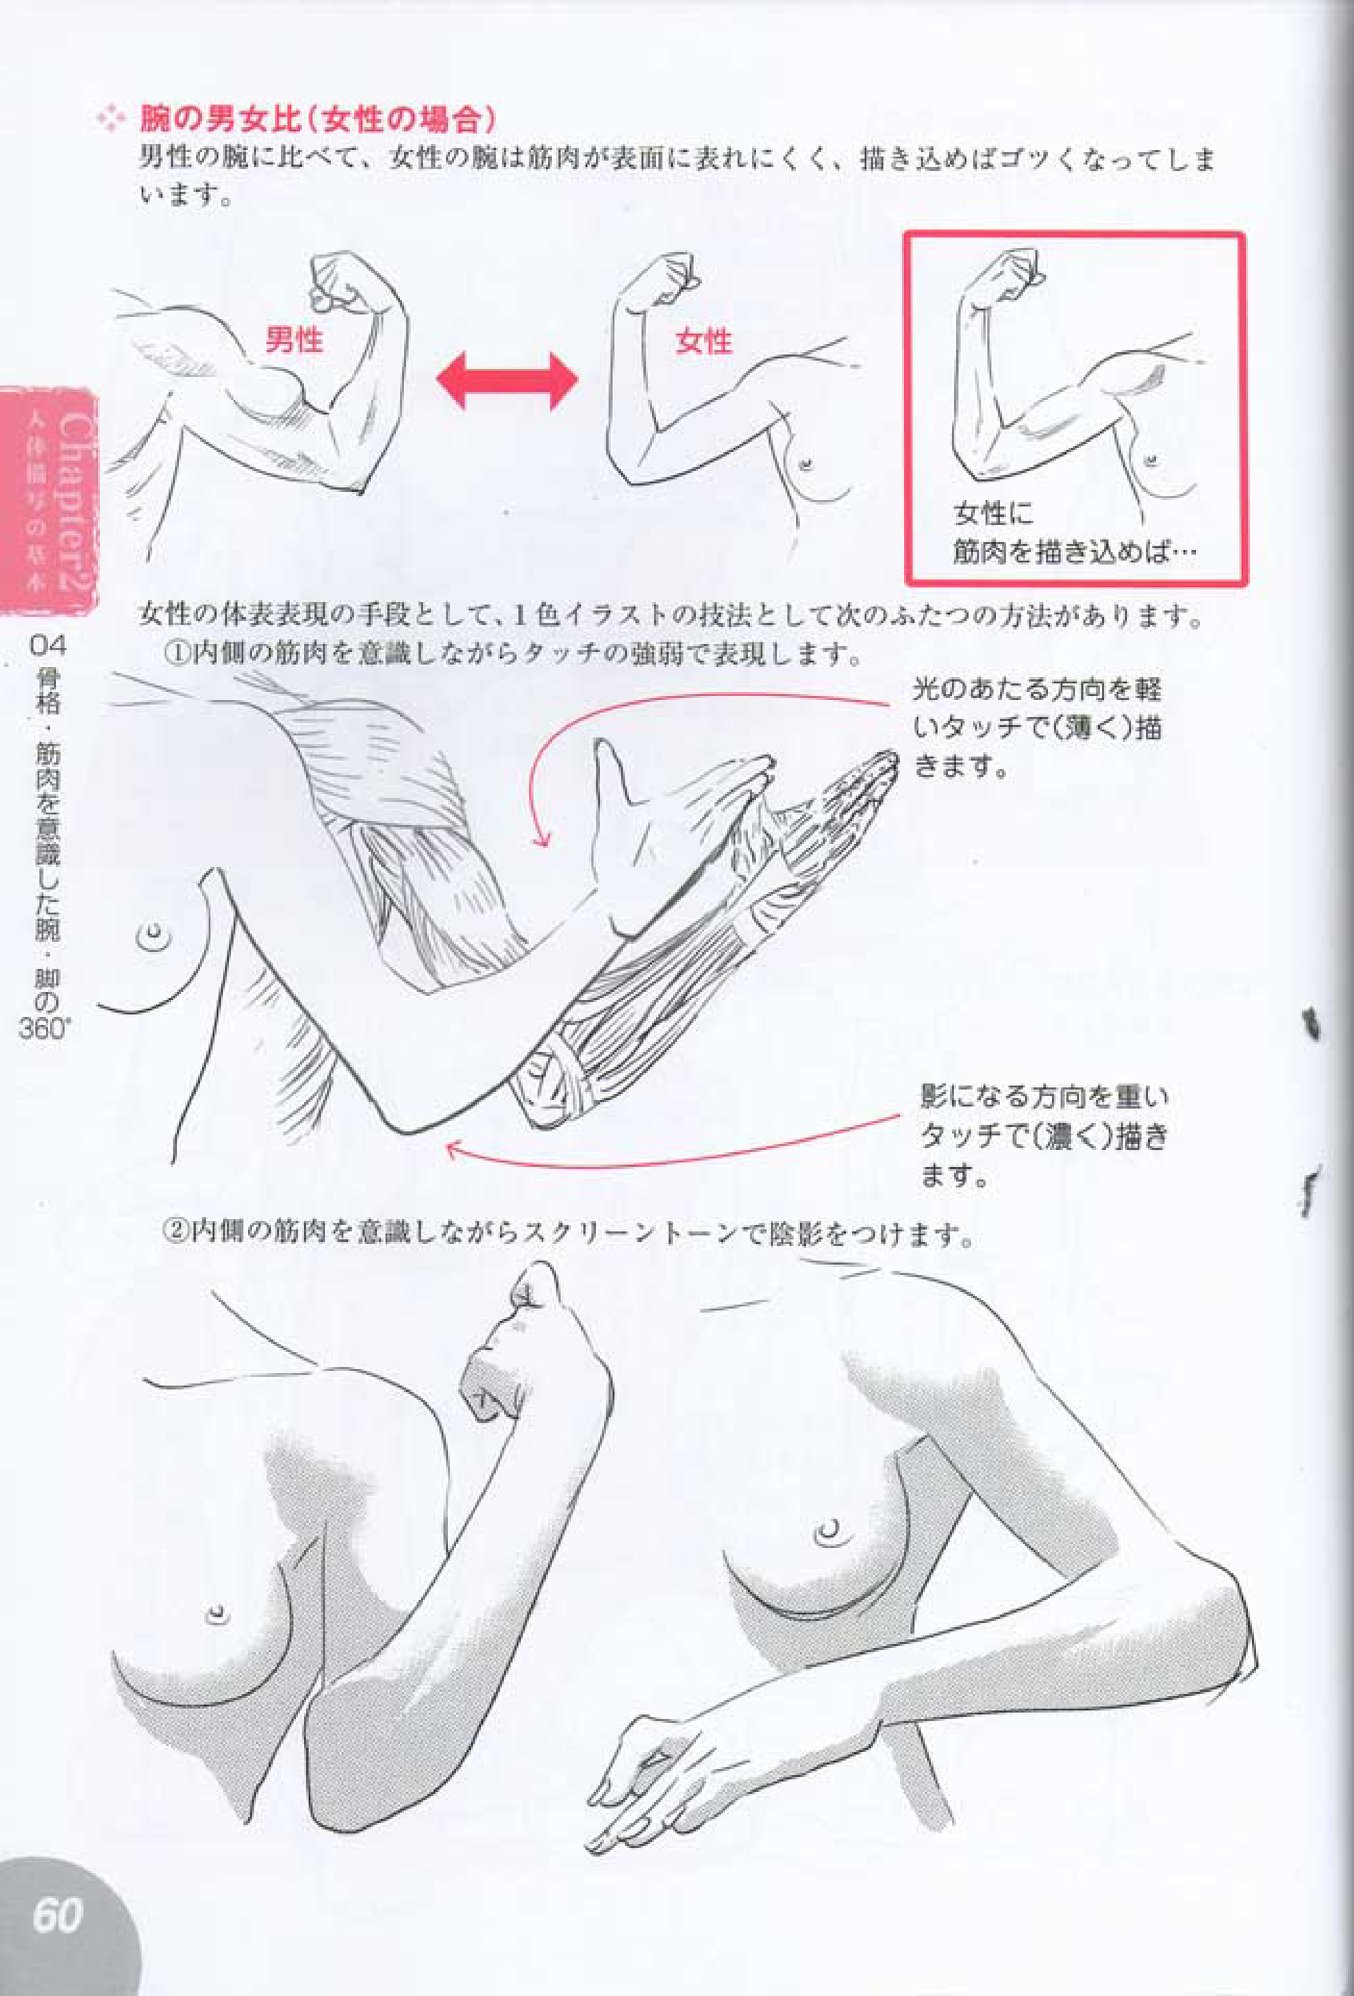 腕の男女比(女性の場合)
男性の腕に比べて、女性の腕は筋肉が表面に表れにくく、描き込めばゴツくなってしま
います。
男性
女性
女性に
筋肉を描き込めば…
Chapter2
人体描写の基本
04
骨格・筋肉を意識した腕・脚の
360°
女性の体表表現の手段として、1色イラストの技法として次のふたつの方法があります。
①内側の筋肉を意識しながらタッチの強弱で表現します。
光のあたる方向を軽
いタッチで(薄く)描
きます。
影になる方向を重い
タッチで(濃く)描き
ます。
②内側の筋肉を意識しながらスクリーントーンで陰影をつけます。
60